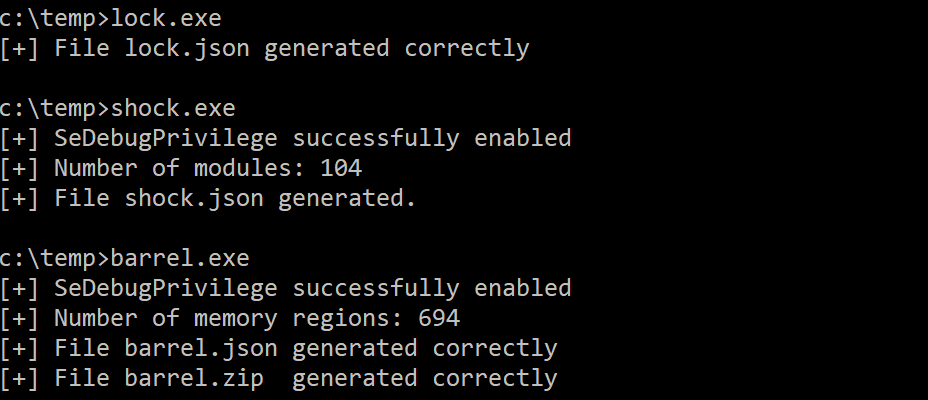 c:\temp>lock.exe
[+] File lock.json generated correctly
c:\temp>shock.exe
[+] SeDebugPrivilege successfully enabled
[+] Number of modules: 104
[+] File shock.json generated.
c:\temp>barrel.exe
[+] SeDebugPrivilege successfully enabled
[+] Number of memory regions: 694
[+] File barrel.json generated correctly
[+] File barrel.zip  generated correctly